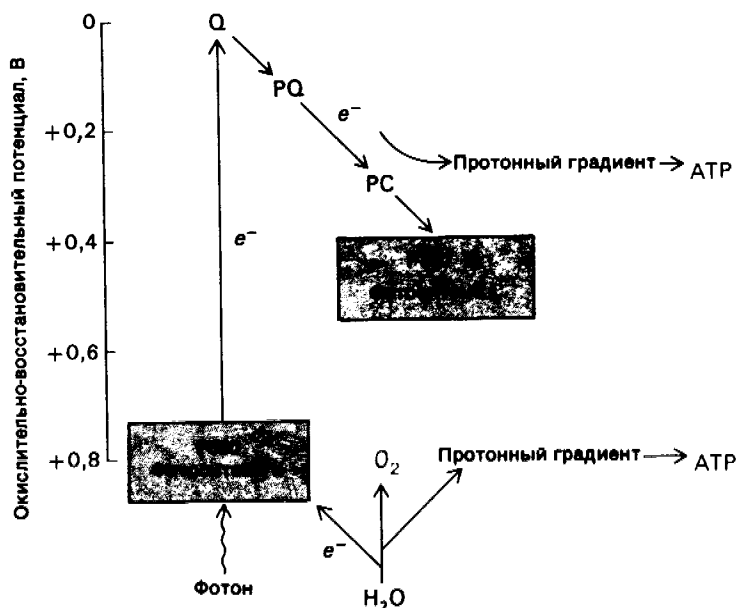 Окислительно-восстановительный потенциал, В
0
+0,2
+0,4
+0,6
+0,8
Q
PQ
e⁻
PC
Протонный градиент
ATP
e⁻
O₂
Протонный градиент
ATP
e⁻
Фотон
H₂O